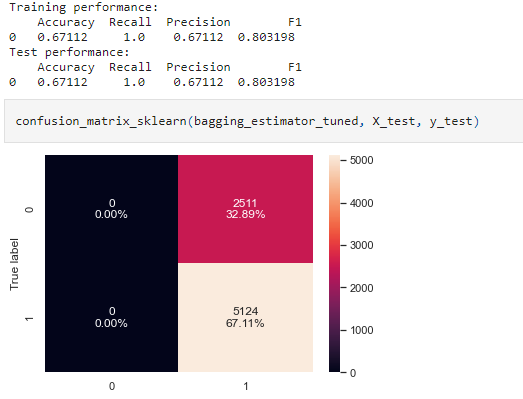 Training performance:
Accuracy Recall Precision F1
0 0.67112 1.0 0.67112 0.803198
Test performance:
Accuracy Recall Precision F1
0 0.67112 1.0 0.67112 0.803198
confusion_matrix_sklearn(bagging_estimator_tuned, X_test, y_test)
True label
0
1
0
0.00%
2511
32.89%
0
0.00%
5124
67.11%
0 1
5000
4000
3000
2000
1000
0